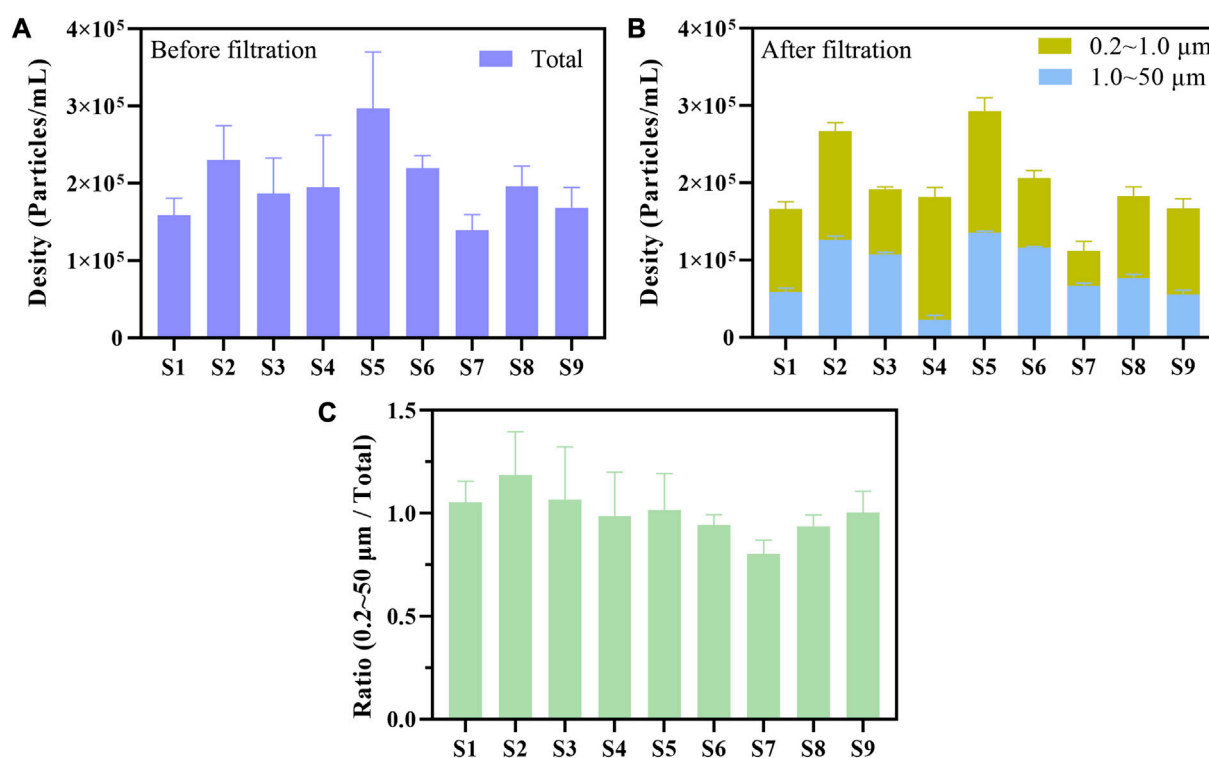 A
Before filtration
Total
Desity (Particles/mL)
4×10⁵
3×10⁵
2×10⁵
1×10⁵
0
S1 S2 S3 S4 S5 S6 S7 S8 S9
B
After filtration
0.2~1.0 μm
1.0~50 μm
Desity (Particles/mL)
4×10⁵
3×10⁵
2×10⁵
1×10⁵
0
S1 S2 S3 S4 S5 S6 S7 S8 S9
C
Ratio (0.2~50 μm / Total)
1.5
1.0
0.5
0.0
S1 S2 S3 S4 S5 S6 S7 S8 S9